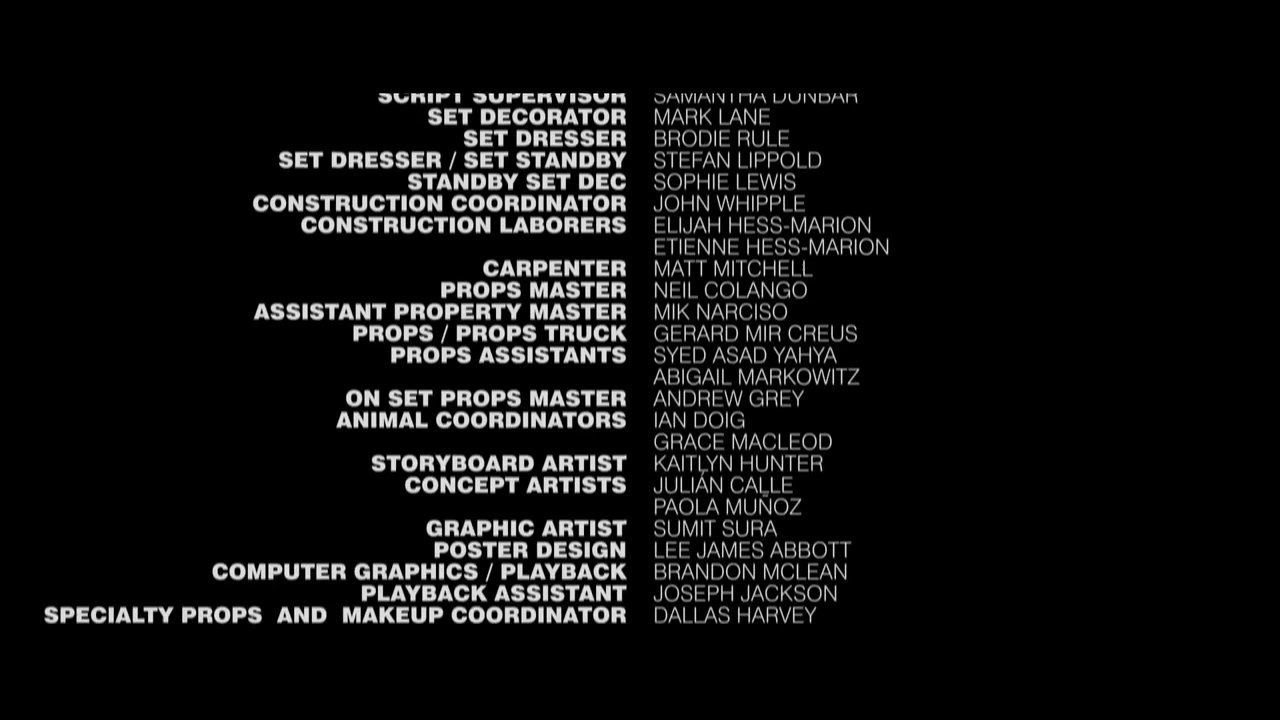 SCRIPT SUPERVISOR SAMANTHA DUNBAR
SET DECORATOR MARK LANE
SET DRESSER BRODIE RULE
SET DRESSER / SET STANDBY STEFAN LIPPOLD
STANDBY SET DEC SOPHIE LEWIS
CONSTRUCTION COORDINATOR JOHN WHIPPLE
CONSTRUCTION LABORERS ELIJAH HESS-MARION
ETIENNE HESS-MARION
CARPENTER MATT MITCHELL
PROPS MASTER NEIL COLANGO
ASSISTANT PROPERTY MASTER MIK NARCISO
PROPS / PROPS TRUCK GERARD MIR CREUS
PROPS ASSISTANTS SYED ASAD YAHYA
ABIGAIL MARKOWITZ
ON SET PROPS MASTER ANDREW GREY
ANIMAL COORDINATORS IAN DOIG
GRACE MACLEOD
STORYBOARD ARTIST KAITLYN HUNTER
CONCEPT ARTISTS JULIÁN CALLE
PAOLA MUÑOZ
GRAPHIC ARTIST SUMIT SURA
POSTER DESIGN LEE JAMES ABBOTT
COMPUTER GRAPHICS / PLAYBACK BRANDON MCLEAN
PLAYBACK ASSISTANT JOSEPH JACKSON
SPECIALTY PROPS AND MAKEUP COORDINATOR DALLAS HARVEY